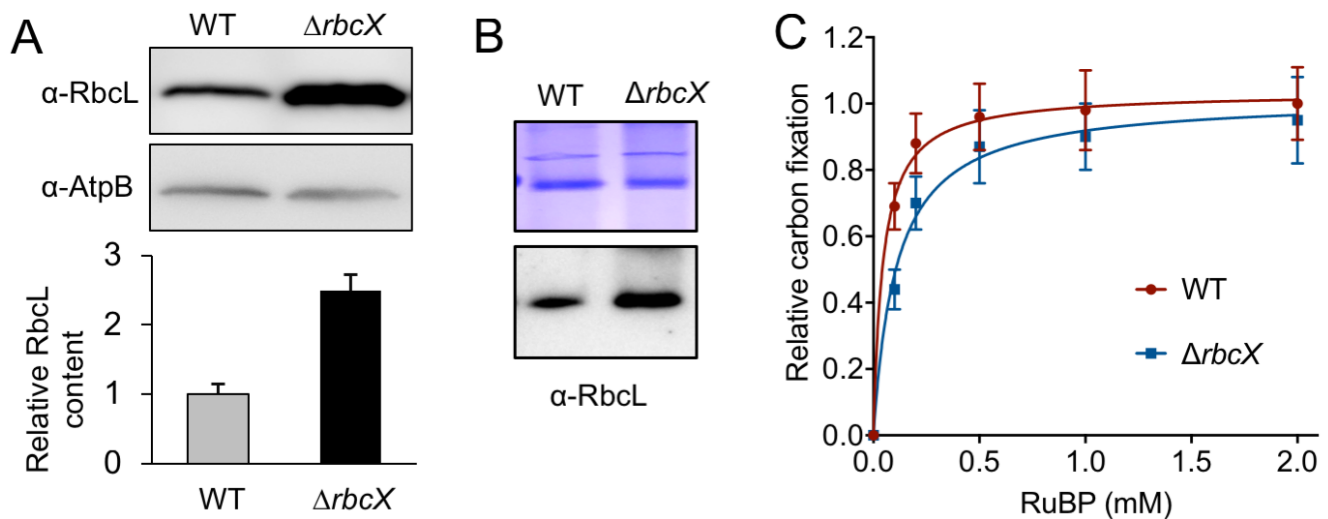 A
WT ΔrbcX
α-RbcL
α-AtpB
Relative RbcL
content
3
2
1
0
WT ΔrbcX
B
WT ΔrbcX
α-RbcL
C
Relative carbon fixation
1.2
1.0
0.8
0.6
0.4
0.2
0.0
WT
ΔrbcX
0.0 0.5 1.0 1.5 2.0
RuBP (mM)